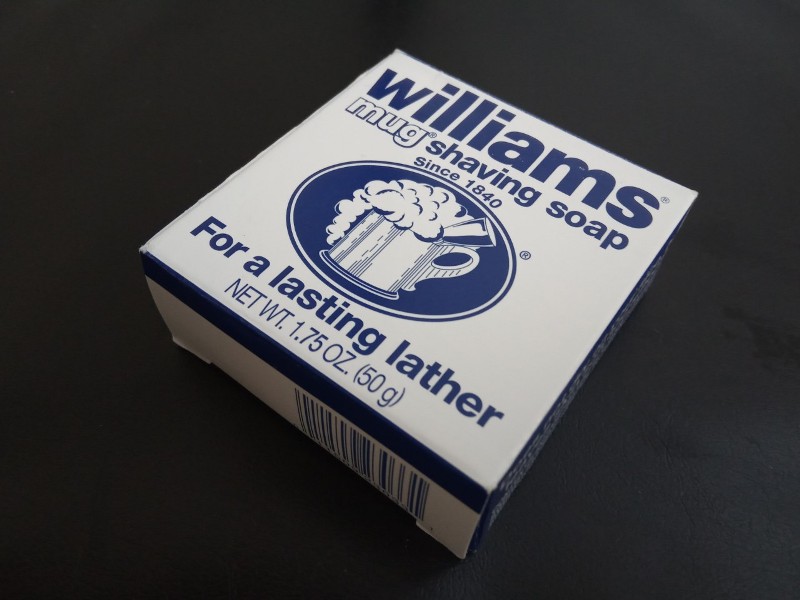 williams®
mug® shaving soap
Since 1840
®
For a lasting lather
NET WT. 1.75 OZ. (50 g)